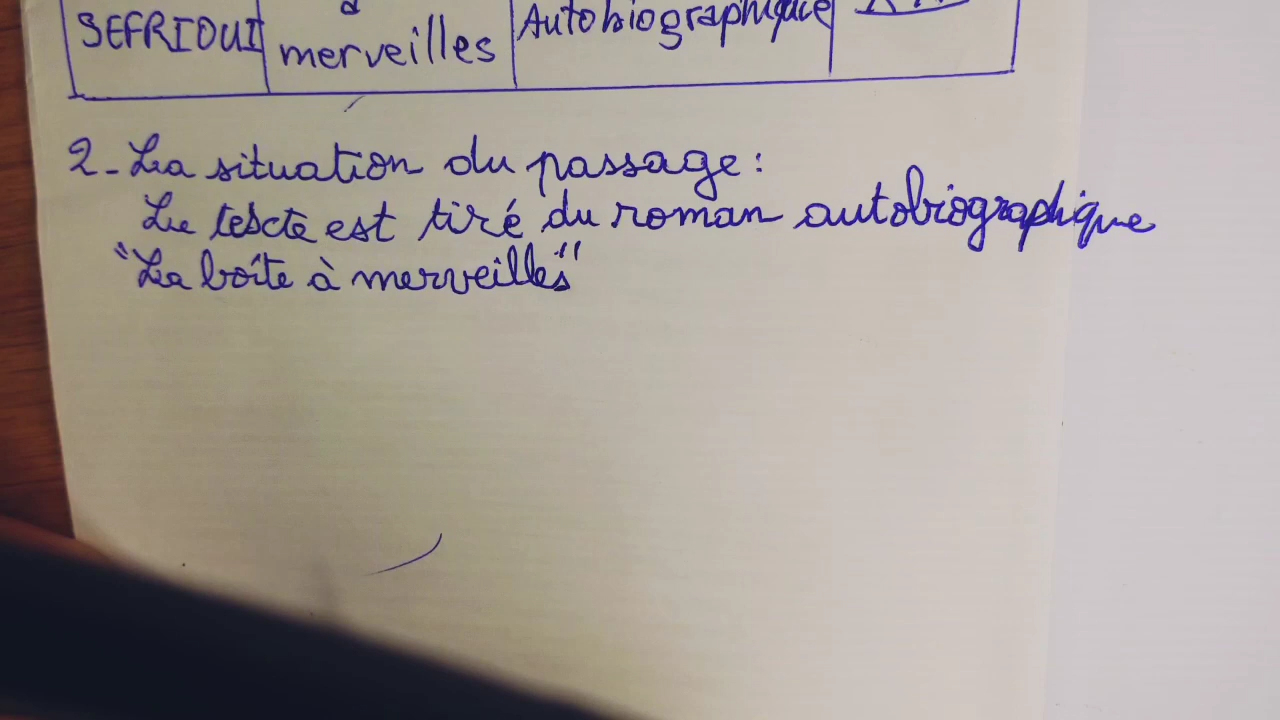 SEFRIOUI
à
merveilles
Autobiographique
2- La situation du passage :
Le texte est tiré du roman autobiographique
"La boîte à merveilles"